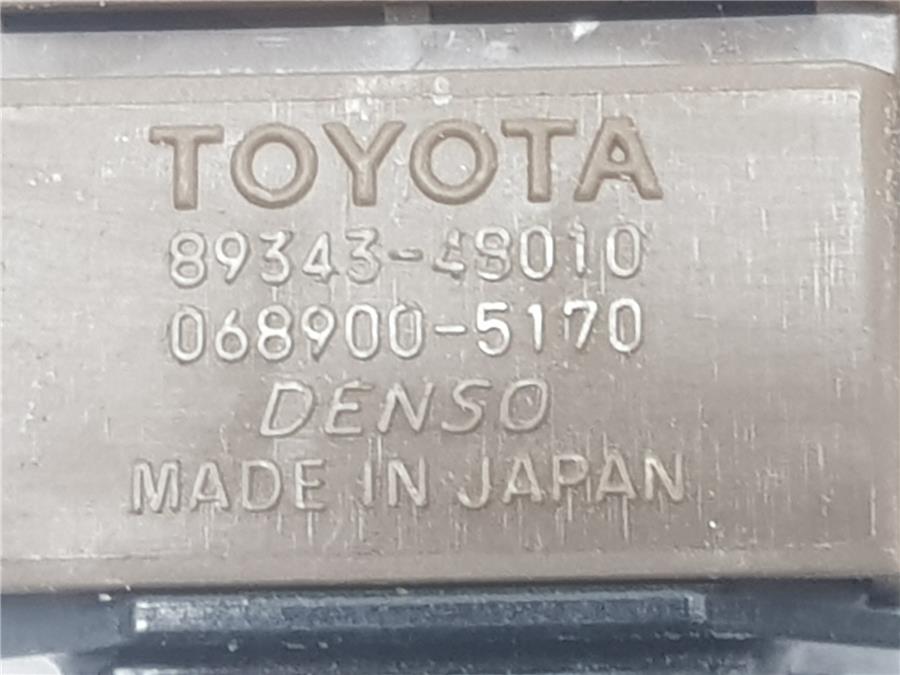 TOYOTA
89343-48010
068900-5170
DENSO
MADE IN JAPAN